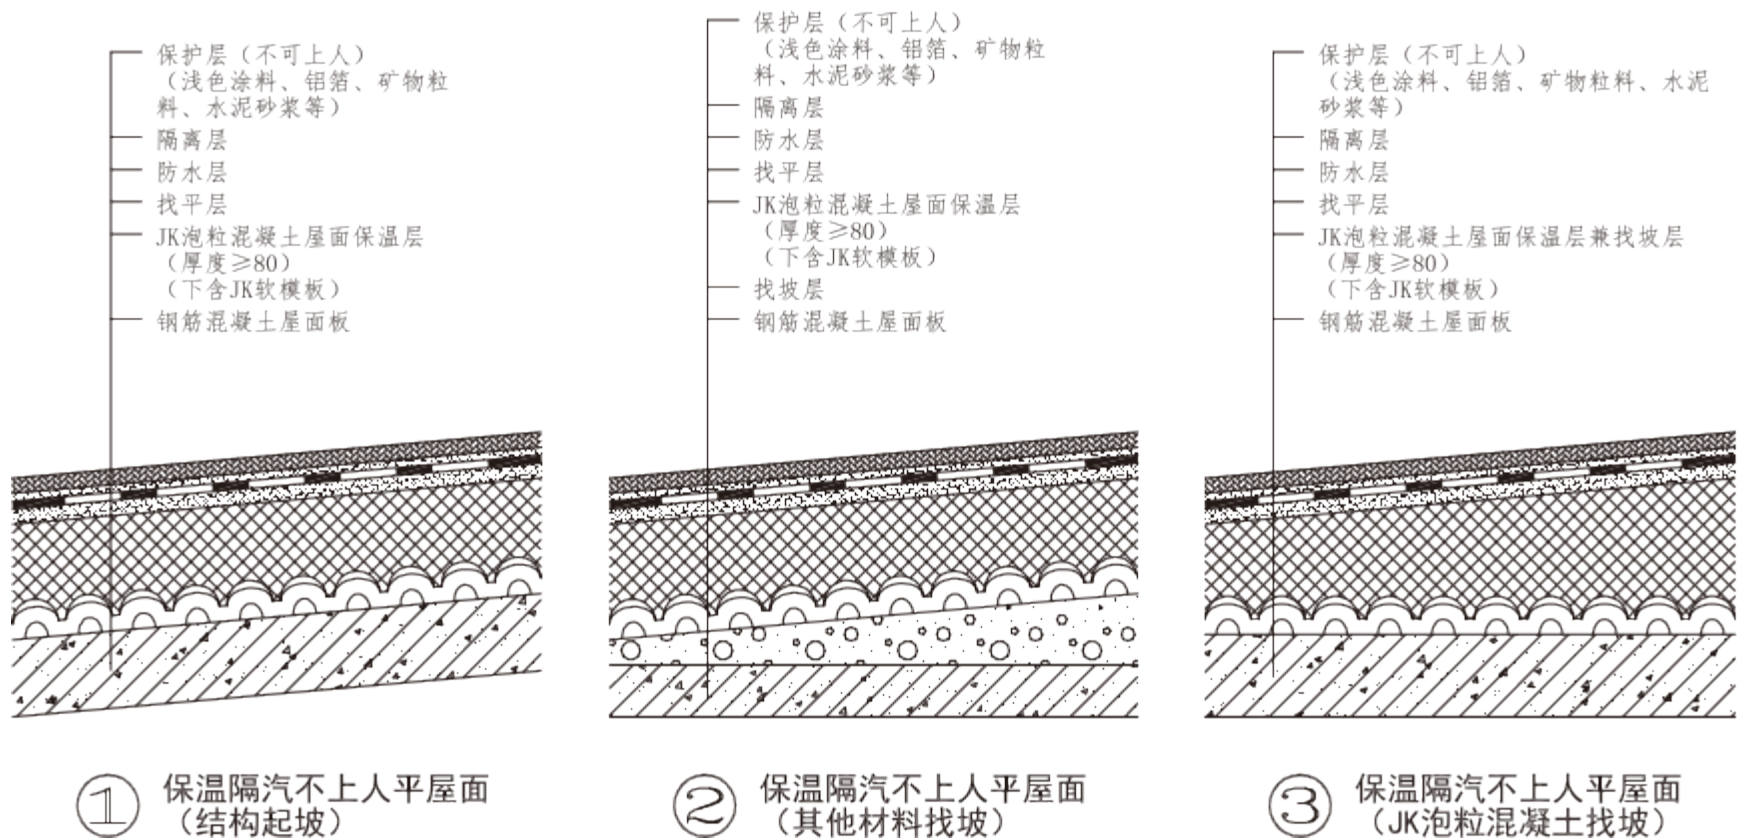 保护层（不可上人）
（浅色涂料、铝箔、矿物粒
料、水泥砂浆等）
隔离层
防水层
找平层
JK泡粒混凝土屋面保温层
（厚度≥80）
（下含JK软模板）
钢筋混凝土屋面板
① 保温隔汽不上人平屋面
（结构起坡）
保护层（不可上人）
（浅色涂料、铝箔、矿物粒
料、水泥砂浆等）
隔离层
防水层
找平层
JK泡粒混凝土屋面保温层
（厚度≥80）
（下含JK软模板）
找坡层
钢筋混凝土屋面板
② 保温隔汽不上人平屋面
（其他材料找坡）
保护层（不可上人）
（浅色涂料、铝箔、矿物粒料、水泥
砂浆等）
隔离层
防水层
找平层
JK泡粒混凝土屋面保温层兼找坡层
（厚度≥80）
（下含JK软模板）
钢筋混凝土屋面板
③ 保温隔汽不上人平屋面
（JK泡粒混凝土找坡）